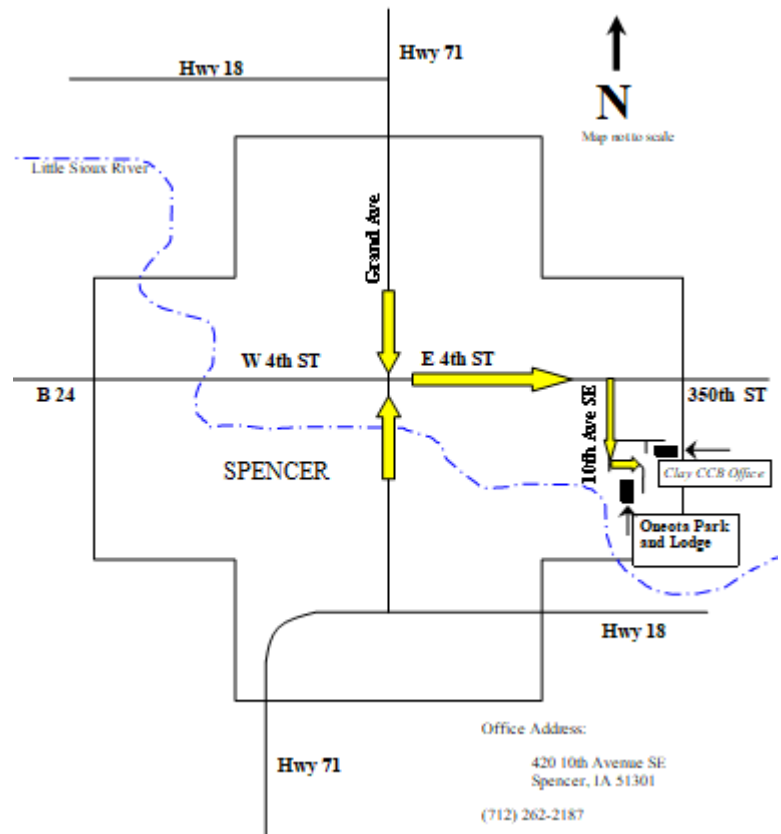 Hwy 18
Hwy 71
N
Map not to scale
Little Sioux River
Grand Ave
W 4th ST
E 4th ST
B 24
10th Ave SE
350th ST
SPENCER
Clay CCB Office
Oneota Park
and Lodge
Hwy 18
Hwy 71
Office Address:
420 10th Avenue SE
Spencer, IA 51301
(712) 262-2187